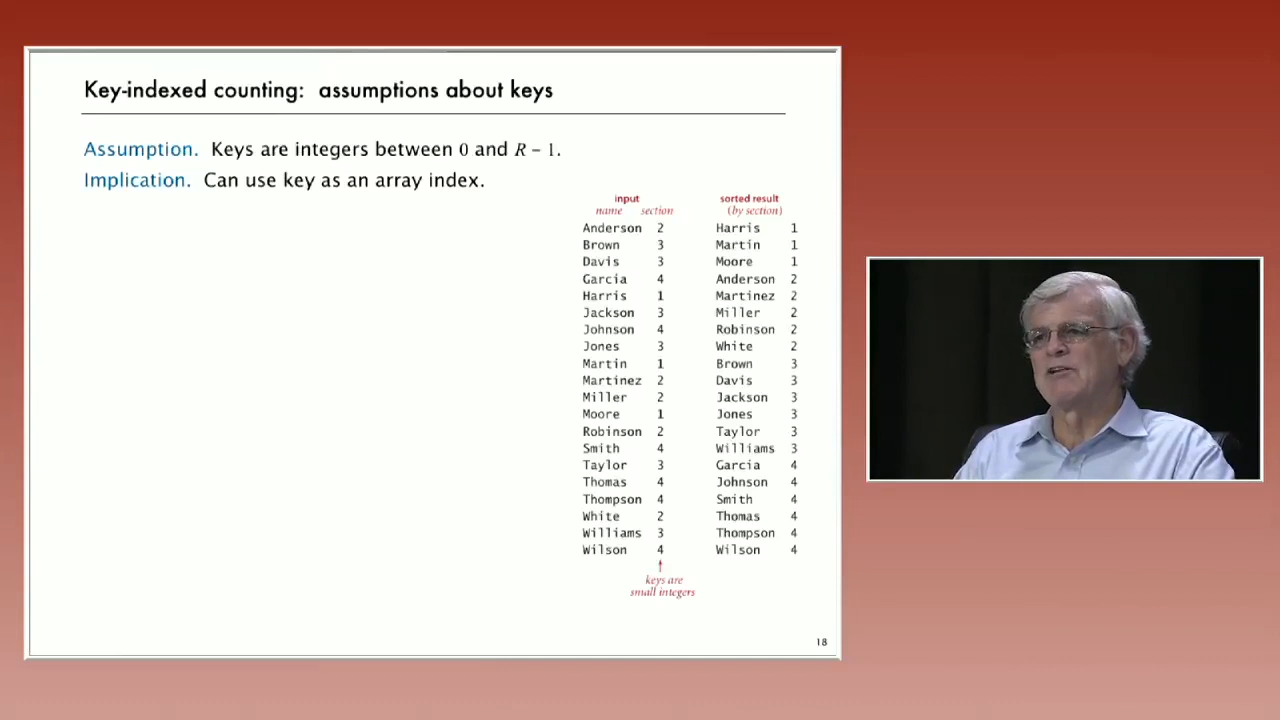 Key-indexed counting: assumptions about keys
Assumption. Keys are integers between 0 and R – 1.
Implication. Can use key as an array index.
input sorted result
name section (by section)
Anderson 2 Harris 1
Brown 3 Martin 1
Davis 3 Moore 1
Garcia 4 Anderson 2
Harris 1 Martinez 2
Jackson 3 Miller 2
Johnson 4 Robinson 2
Jones 3 White 2
Martin 1 Brown 3
Martinez 2 Davis 3
Miller 2 Jackson 3
Moore 1 Jones 3
Robinson 2 Taylor 3
Smith 4 Williams 3
Taylor 3 Garcia 4
Thomas 4 Johnson 4
Thompson 4 Smith 4
White 2 Thomas 4
Williams 3 Thompson 4
Wilson 4 Wilson 4
keys are
small integers
18